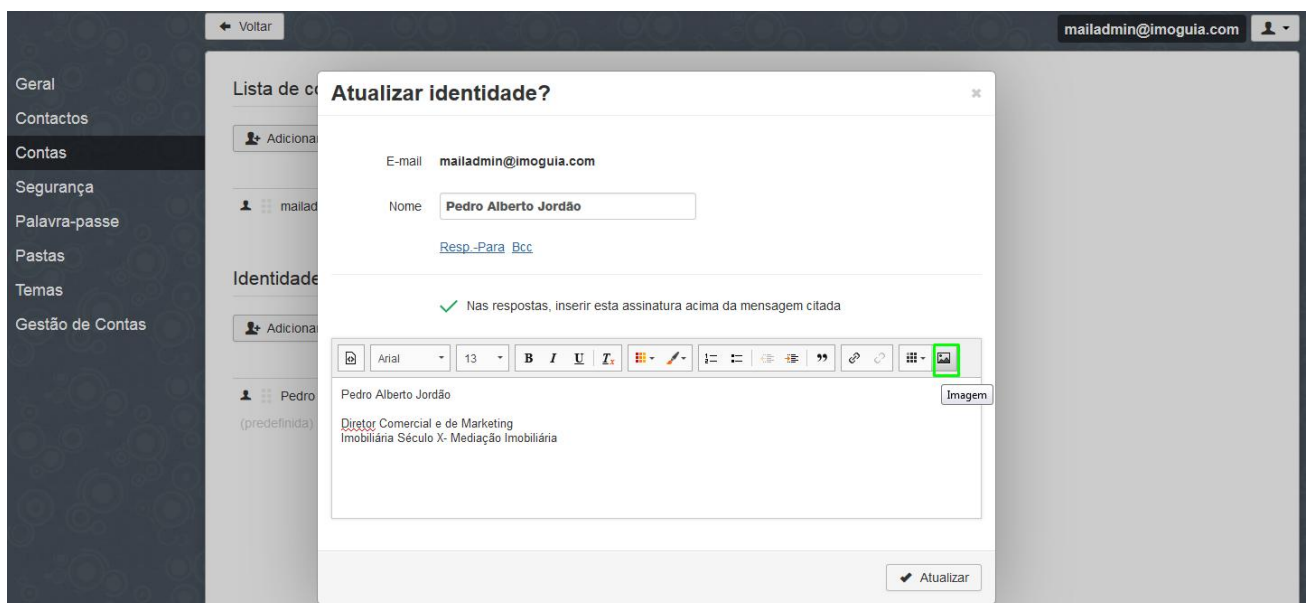 Voltar
mailadmin@imoguia.com
Geral
Contactos
Contas
Segurança
Palavra-passe
Pastas
Temas
Gestão de Contas
Lista de co
Adiciona
mailad
Identidade
Adiciona
Pedro
(predefinida)
Atualizar identidade?
E-mail mailadmin@imoguia.com
Nome Pedro Alberto Jordão
Resp.-Para Bcc
Nas respostas, inserir esta assinatura acima da mensagem citada
Arial 13 B I U Tx
Imagem
Pedro Alberto Jordão
Diretor Comercial e de Marketing
Imobiliária Século X- Mediação Imobiliária
Atualizar